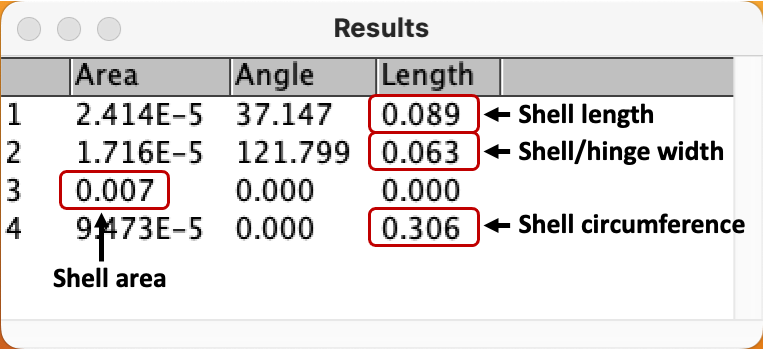 Results
Area Angle Length
1 2.414E-5 37.147 0.089 Shell length
2 1.716E-5 121.799 0.063 Shell/hinge width
3 0.007 0.000 0.000
4 9.473E-5 0.000 0.306 Shell circumference
Shell area